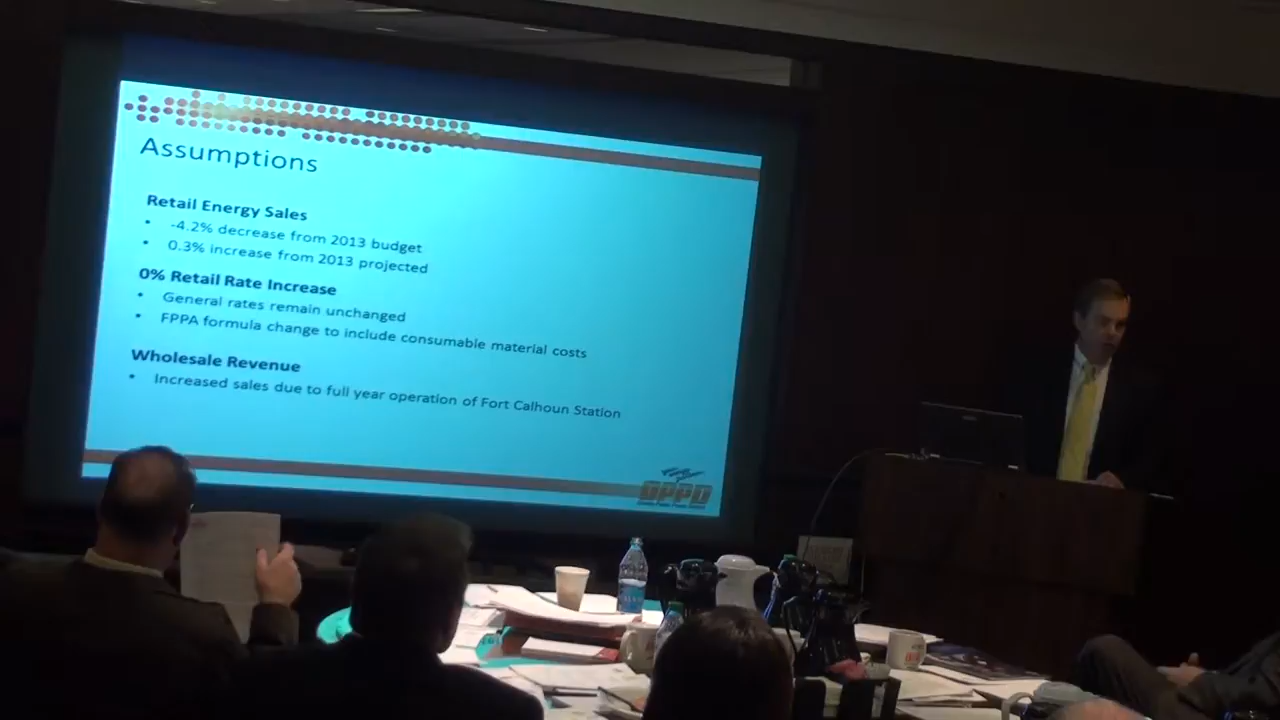 Assumptions
Retail Energy Sales
• -4.2% decrease from 2013 budget
• 0.3% increase from 2013 projected
0% Retail Rate Increase
• General rates remain unchanged
• FPPA formula change to include consumable material costs
Wholesale Revenue
• Increased sales due to full year operation of Fort Calhoun Station
OPPD